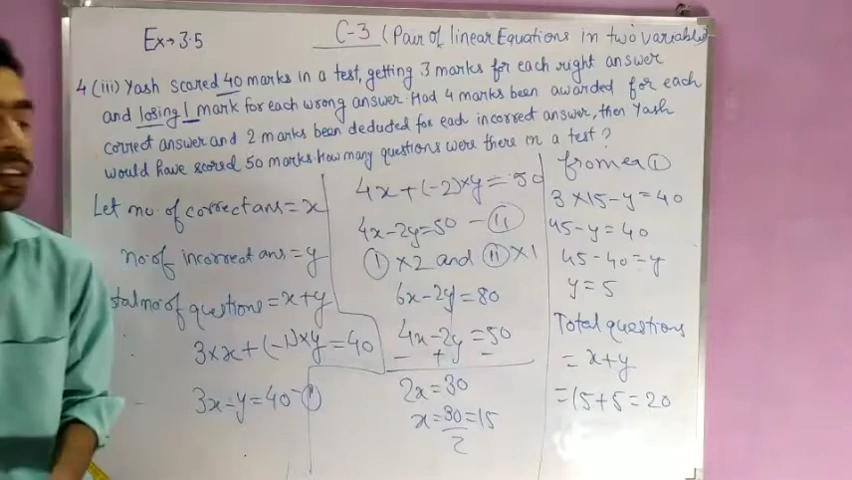 Ex→3.5
C-3 (Pair of linear Equations in two variable)
4 (iii) Yash scored 40 marks in a test, getting 3 marks for each right answer
and losing 1 mark for each wrong answer. Had 4 marks been awarded for each
correct answer and 2 marks been deducted for each incorrect answer, then Yash
would have scored 50 marks. How many questions were there in a test?
Let no. of correct ans = x
no. of incorrect ans = y
tal no of questions = x+y
3×x+(-1)×y=40
3x-y=40 - (I)
4x+(-2)×y=50
4x-2y=50 - (II)
(I) ×2 and (II)×1
6x-2y=80
4x-2y=50
− + −
2x=30
x=30/2=15
from eq (I)
3×15-y=40
45-y=40
45-40=y
y=5
Total questions
= x+y
=15+5=20